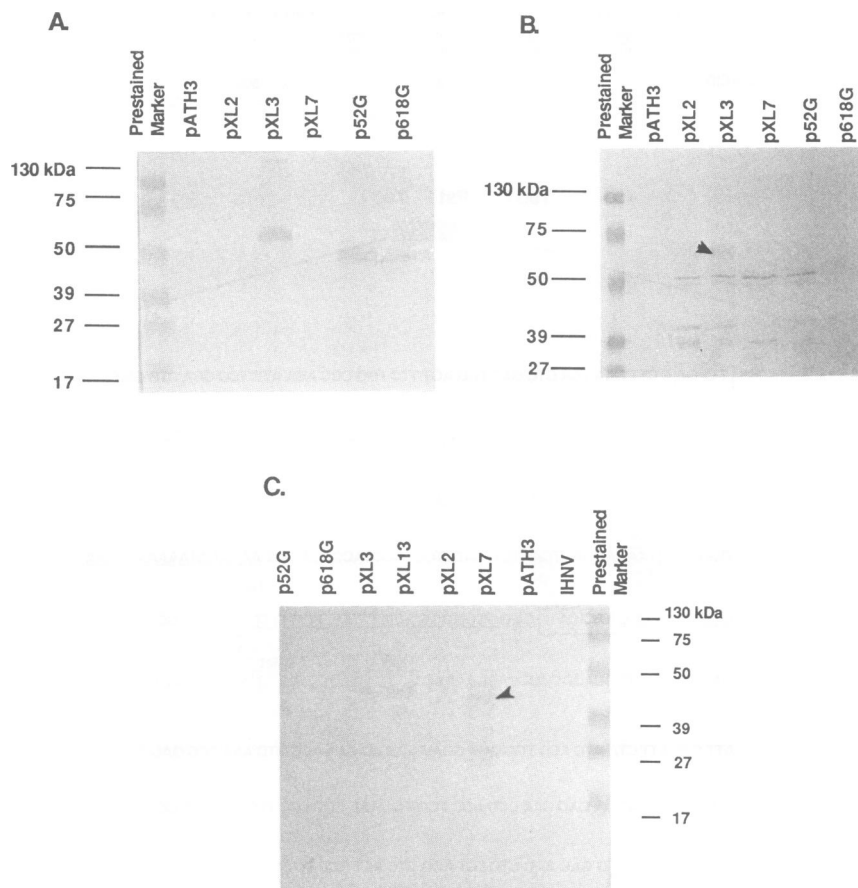 A.
Prestained
Marker
pATH3
pXL2
pXL3
pXL7
p52G
p618G
130 kDa
75
50
39
27
17
B.
Prestained
Marker
pATH3
pXL2
pXL3
pXL7
p52G
p618G
130 kDa
75
50
39
27
C.
p52G
p618G
pXL3
pXL13
pXL2
pXL7
pATH3
IHNV
Prestained
Marker
130 kDa
75
50
39
27
17